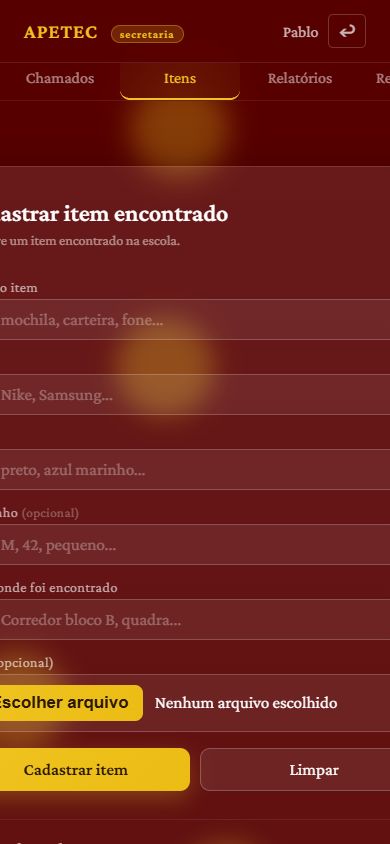 APETEC secretaria Pablo
Chamados Itens Relatórios Re
astrar item encontrado
e um item encontrado na escola.
o item
mochila, carteira, fone...
Nike, Samsung...
preto, azul marinho...
nho (opcional)
M, 42, pequeno...
onde foi encontrado
Corredor bloco B, quadra...
opcional)
Escolher arquivo Nenhum arquivo escolhido
Cadastrar item Limpar